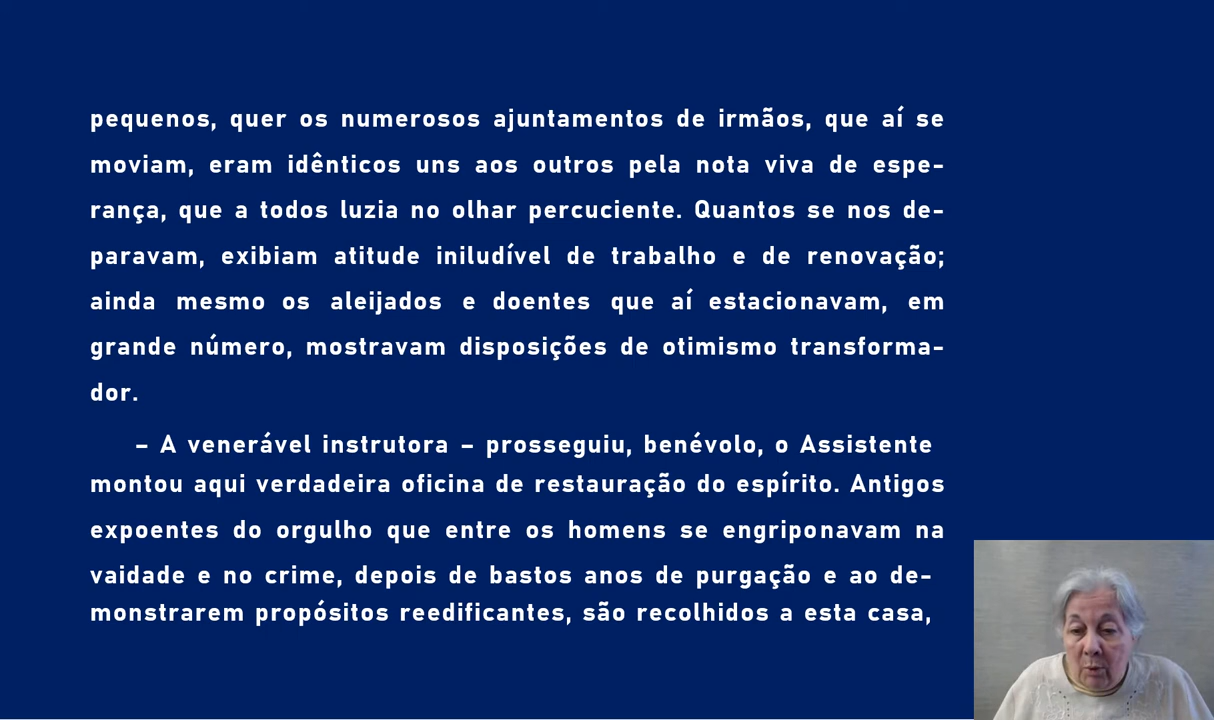 pequenos, quer os numerosos ajuntamentos de irmãos, que aí se
moviam, eram idênticos uns aos outros pela nota viva de espe-
rança, que a todos luzia no olhar percuciente. Quantos se nos de-
paravam, exibiam atitude iniludível de trabalho e de renovação;
ainda mesmo os aleijados e doentes que aí estacionavam, em
grande número, mostravam disposições de otimismo transforma-
dor.
– A venerável instrutora – prosseguiu, benévolo, o Assistente
montou aqui verdadeira oficina de restauração do espírito. Antigos
expoentes do orgulho que entre os homens se engriponavam na
vaidade e no crime, depois de bastos anos de purgação e ao de-
monstrarem propósitos reedificantes, são recolhidos a esta casa,